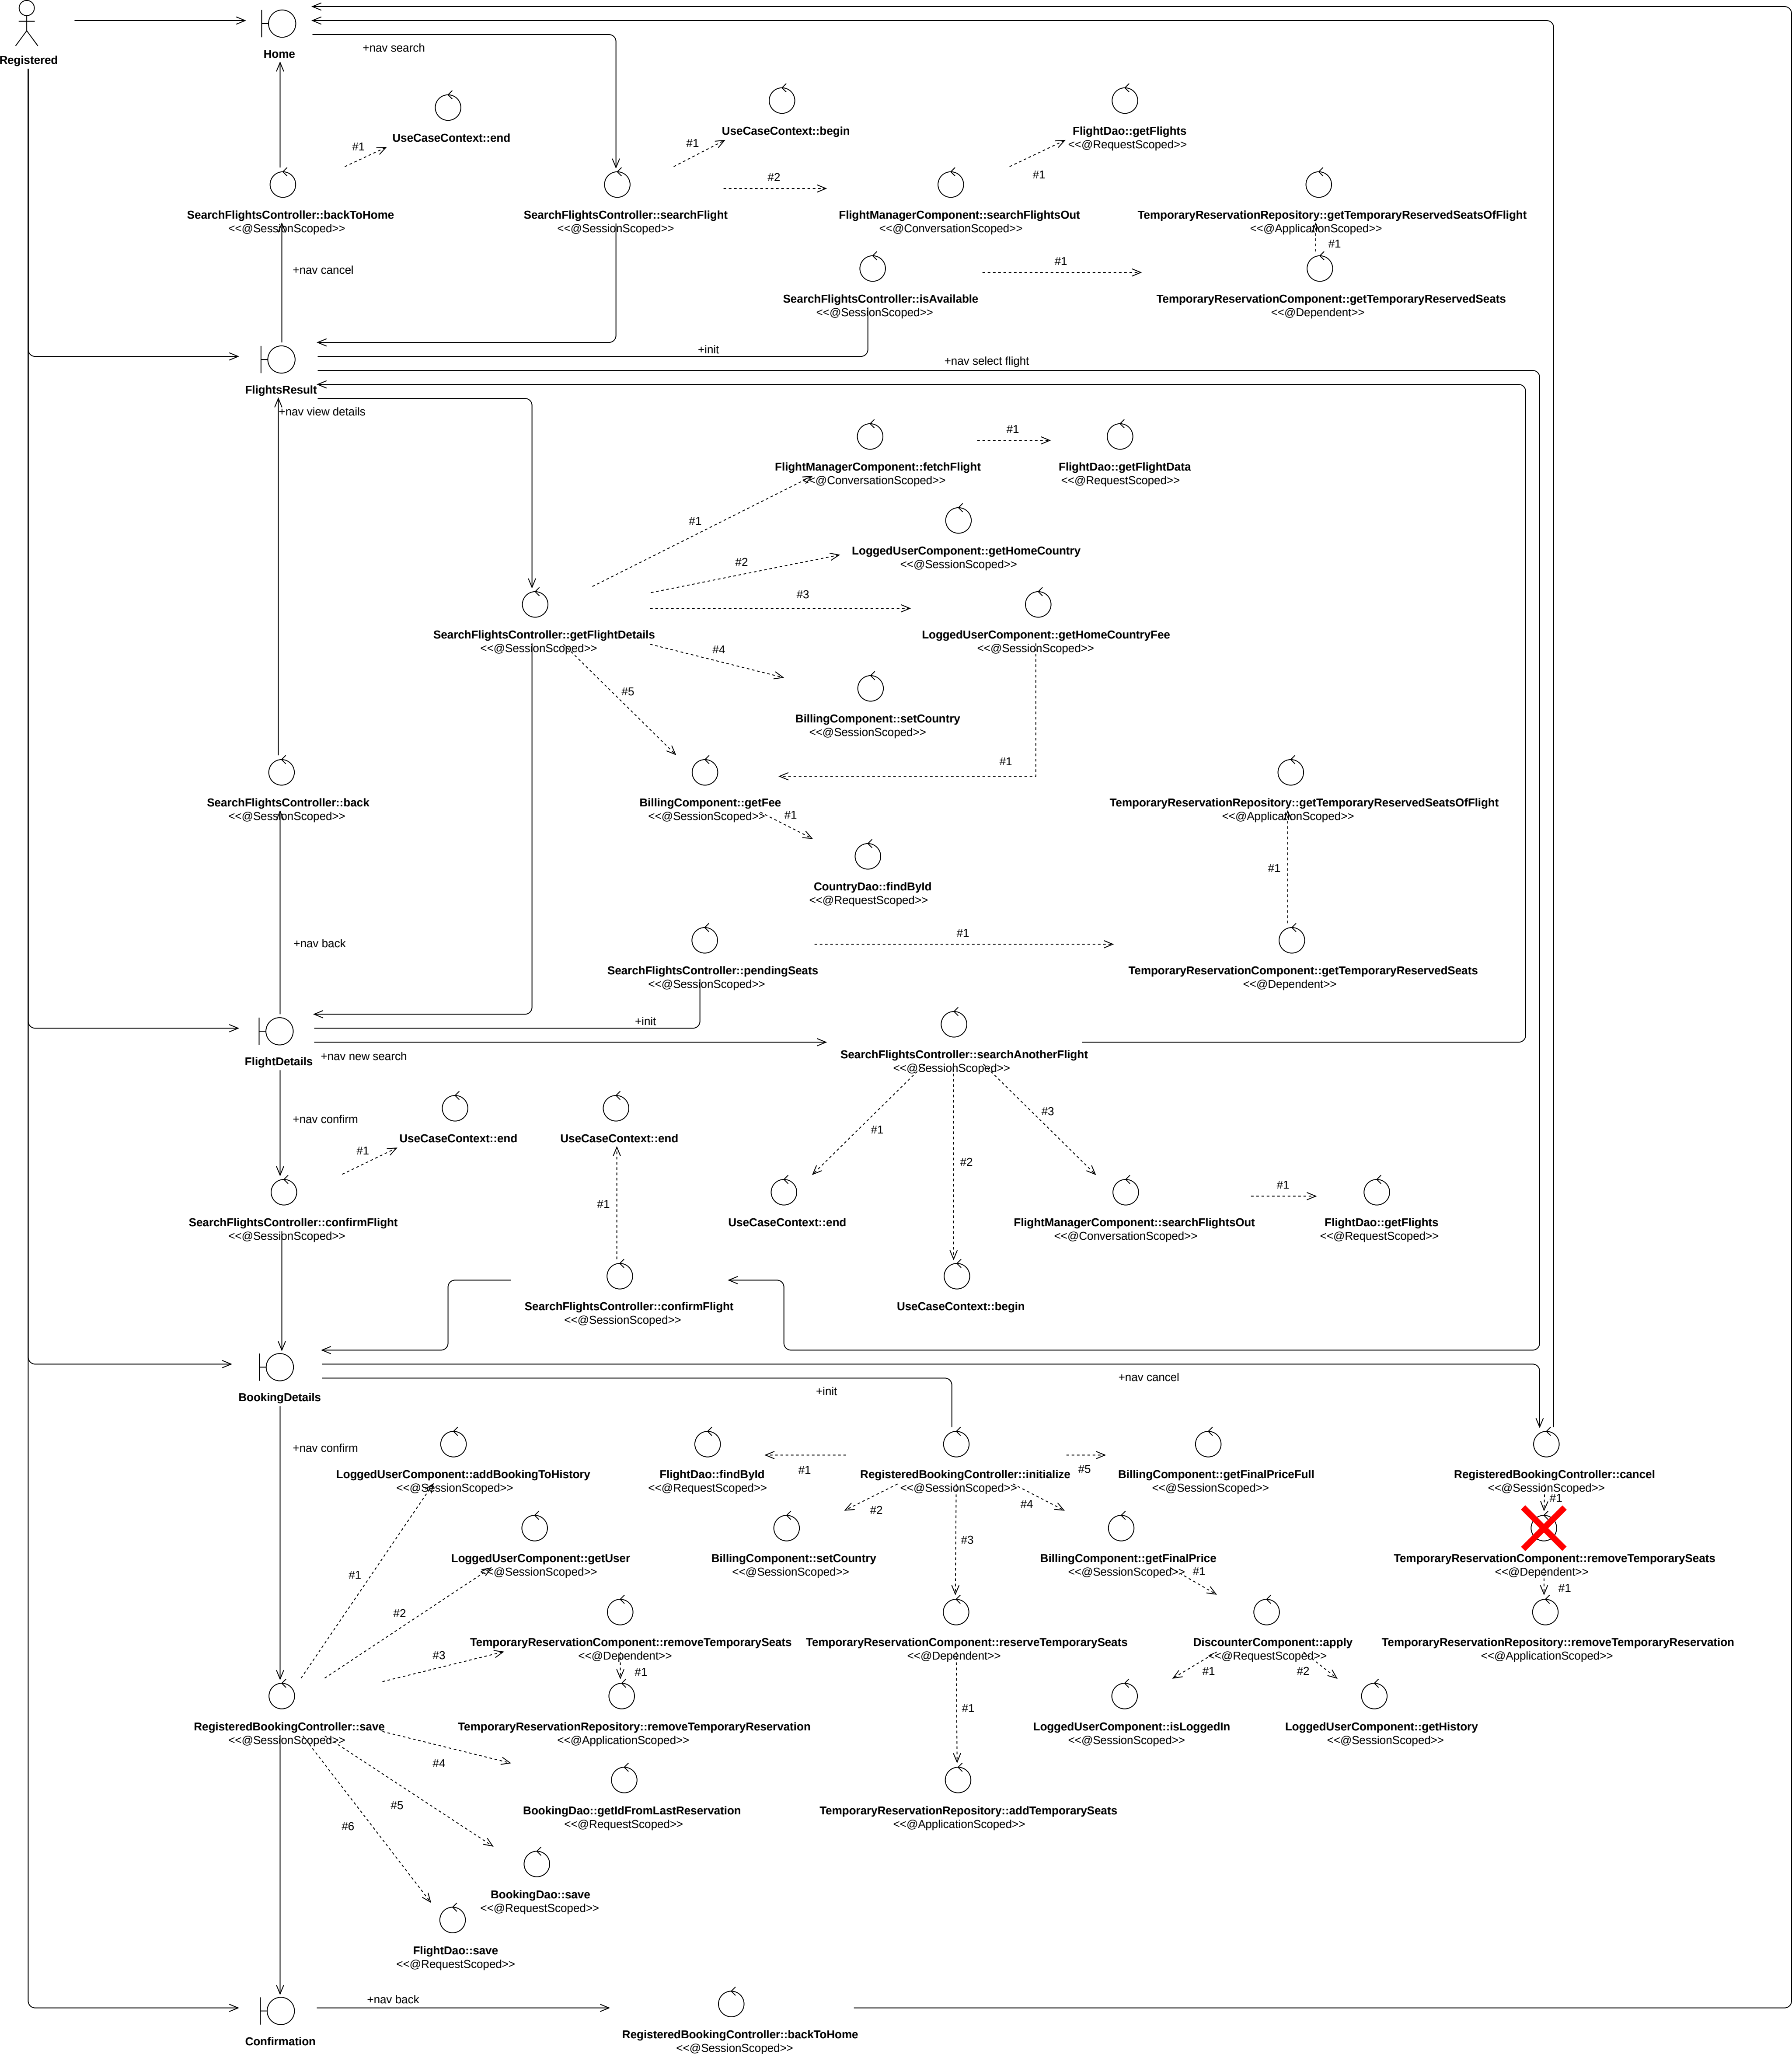 Registered
Home
+nav search
UseCaseContext::end
UseCaseContext::begin
FlightDao::getFlights
<<@RequestScoped>>
#1
#1
#1
#2
SearchFlightsController::backToHome
<<@SessionScoped>>
SearchFlightsController::searchFlight
<<@SessionScoped>>
FlightManagerComponent::searchFlightsOut
<<@ConversationScoped>>
TemporaryReservationRepository::getTemporaryReservedSeatsOfFlight
<<@ApplicationScoped>>
#1
+nav cancel
#1
SearchFlightsController::isAvailable
<<@SessionScoped>>
TemporaryReservationComponent::getTemporaryReservedSeats
<<@Dependent>>
+init
+nav select flight
FlightsResult
+nav view details
#1
FlightManagerComponent::fetchFlight
<<@ConversationScoped>>
FlightDao::getFlightData
<<@RequestScoped>>
#1
LoggedUserComponent::getHomeCountry
<<@SessionScoped>>
#2
#3
SearchFlightsController::getFlightDetails
<<@SessionScoped>>
LoggedUserComponent::getHomeCountryFee
<<@SessionScoped>>
#4
#5
BillingComponent::setCountry
<<@SessionScoped>>
#1
SearchFlightsController::back
<<@SessionScoped>>
BillingComponent::getFee
<<@SessionScoped>>
#1
TemporaryReservationRepository::getTemporaryReservedSeatsOfFlight
<<@ApplicationScoped>>
#1
CountryDao::findById
<<@RequestScoped>>
+nav back
#1
SearchFlightsController::pendingSeats
<<@SessionScoped>>
TemporaryReservationComponent::getTemporaryReservedSeats
<<@Dependent>>
+init
FlightDetails
+nav new search
SearchFlightsController::searchAnotherFlight
<<@SessionScoped>>
+nav confirm
UseCaseContext::end
UseCaseContext::end
#1
#1
#2
#3
#1
#1
SearchFlightsController::confirmFlight
<<@SessionScoped>>
UseCaseContext::end
FlightManagerComponent::searchFlightsOut
<<@ConversationScoped>>
FlightDao::getFlights
<<@RequestScoped>>
SearchFlightsController::confirmFlight
<<@SessionScoped>>
UseCaseContext::begin
BookingDetails
+init
+nav cancel
+nav confirm
LoggedUserComponent::addBookingToHistory
<<@SessionScoped>>
FlightDao::findById
<<@RequestScoped>>
#1
RegisteredBookingController::initialize
<<@SessionScoped>>
#5
BillingComponent::getFinalPriceFull
<<@SessionScoped>>
RegisteredBookingController::cancel
<<@SessionScoped>>
#1
#2
#3
#4
LoggedUserComponent::getUser
<<@SessionScoped>>
BillingComponent::setCountry
<<@SessionScoped>>
BillingComponent::getFinalPrice
<<@SessionScoped>>
#1
TemporaryReservationComponent::removeTemporarySeats
<<@Dependent>>
#1
#1
#2
#3
TemporaryReservationComponent::removeTemporarySeats
<<@Dependent>>
#1
TemporaryReservationComponent::reserveTemporarySeats
<<@Dependent>>
DiscounterComponent::apply
<<@RequestScoped>>
#1
#2
TemporaryReservationRepository::removeTemporaryReservation
<<@ApplicationScoped>>
RegisteredBookingController::save
<<@SessionScoped>>
TemporaryReservationRepository::removeTemporaryReservation
<<@ApplicationScoped>>
#1
LoggedUserComponent::isLoggedIn
<<@SessionScoped>>
LoggedUserComponent::getHistory
<<@SessionScoped>>
#4
#5
#6
BookingDao::getIdFromLastReservation
<<@RequestScoped>>
TemporaryReservationRepository::addTemporarySeats
<<@ApplicationScoped>>
BookingDao::save
<<@RequestScoped>>
FlightDao::save
<<@RequestScoped>>
+nav back
Confirmation
RegisteredBookingController::backToHome
<<@SessionScoped>>